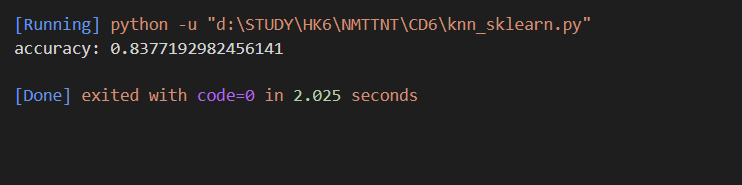 [Running] python -u "d:\STUDY\HK6\NMTTNT\CD6\knn_sklearn.py"
accuracy: 0.8377192982456141
[Done] exited with code=0 in 2.025 seconds